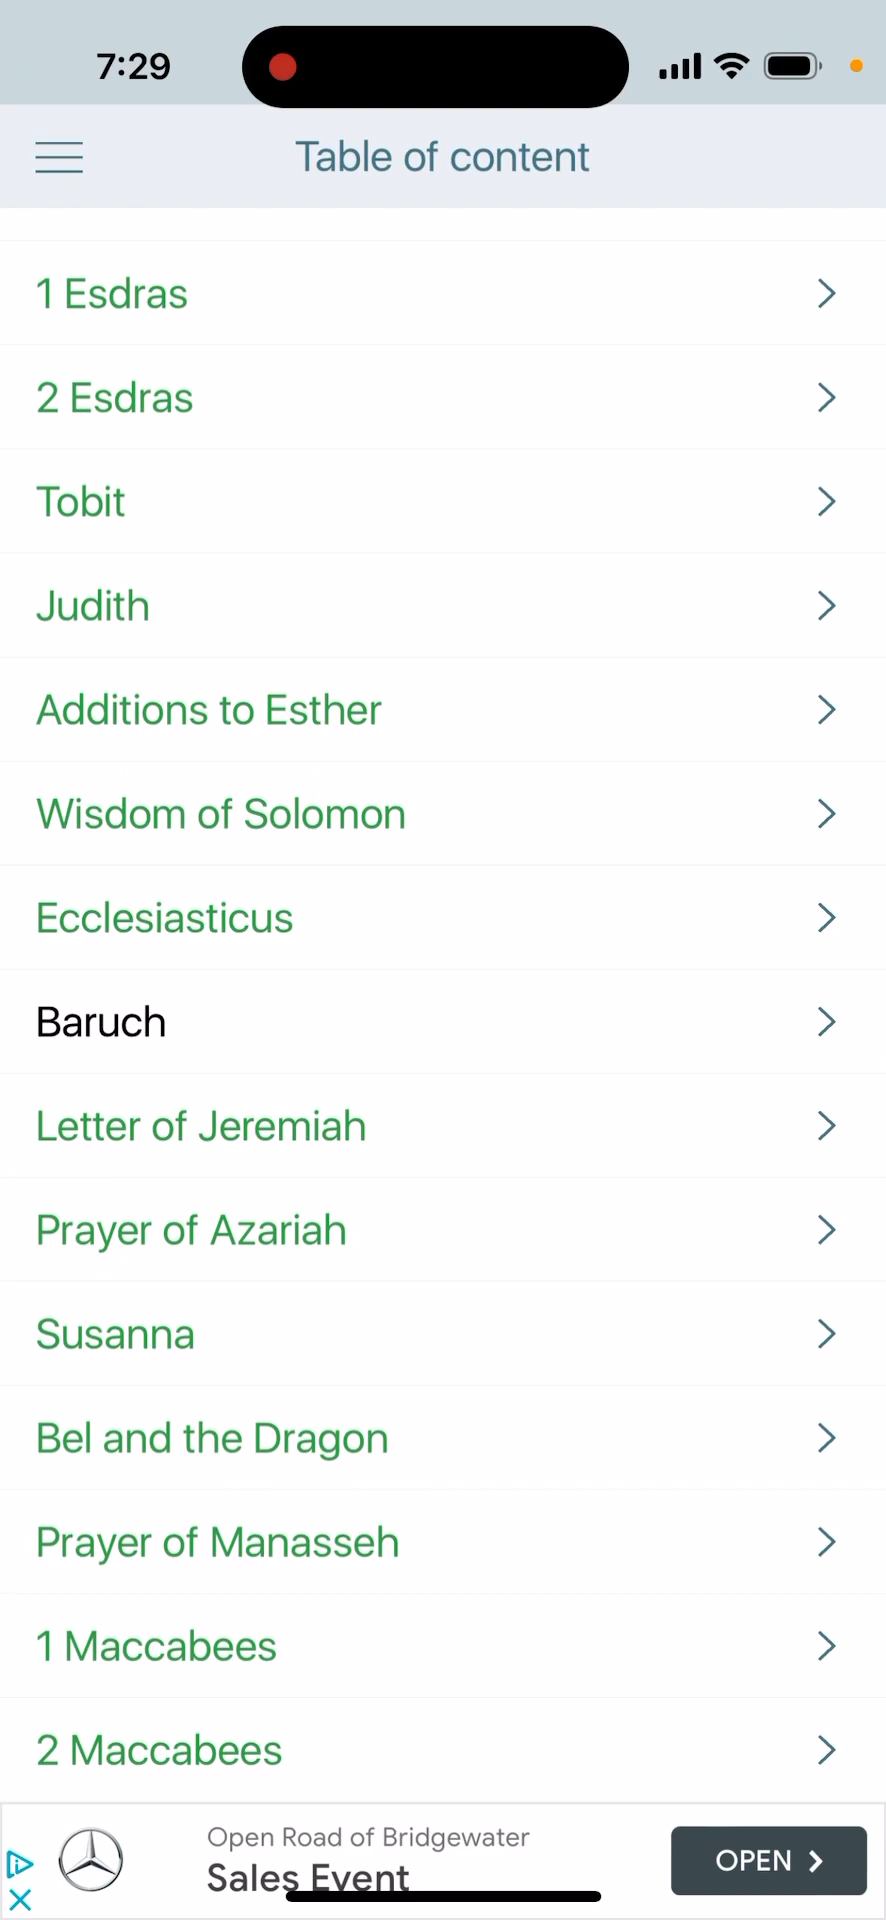 7:29
Table of content
1 Esdras
2 Esdras
Tobit
Judith
Additions to Esther
Wisdom of Solomon
Ecclesiasticus
Baruch
Letter of Jeremiah
Prayer of Azariah
Susanna
Bel and the Dragon
Prayer of Manasseh
1 Maccabees
2 Maccabees
Open Road of Bridgewater
Sales Event
OPEN